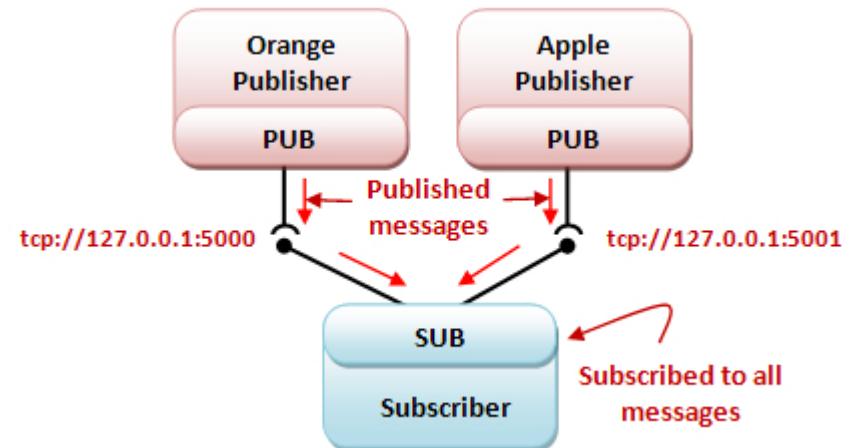 Orange
Publisher
PUB
Apple
Publisher
PUB
Published
messages
tcp://127.0.0.1:5000
tcp://127.0.0.1:5001
SUB
Subscriber
Subscribed to all
messages